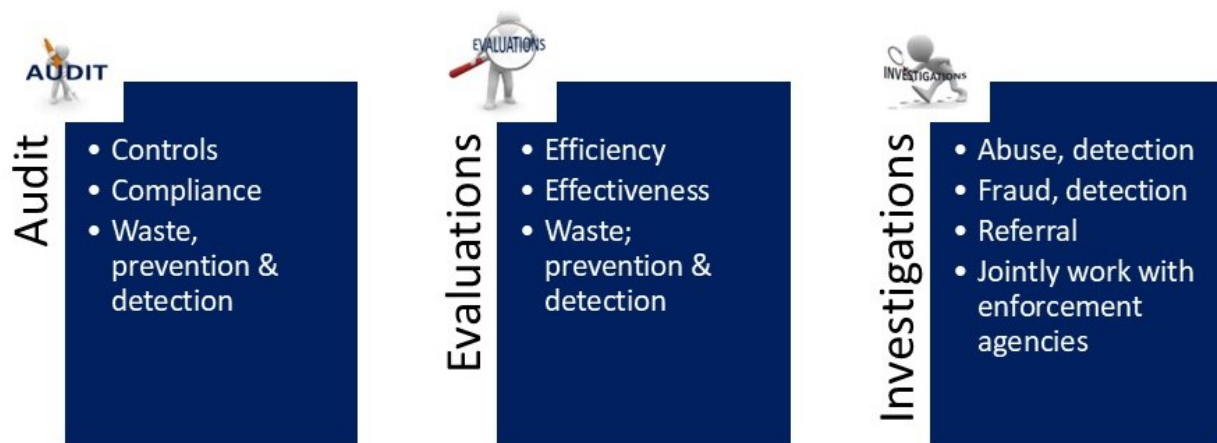 AUDIT
Audit
• Controls
• Compliance
• Waste,
prevention &
detection
EVALUATIONS
Evaluations
• Efficiency
• Effectiveness
• Waste;
prevention &
detection
INVESTIGATIONS
Investigations
• Abuse, detection
• Fraud, detection
• Referral
• Jointly work with
enforcement
agencies